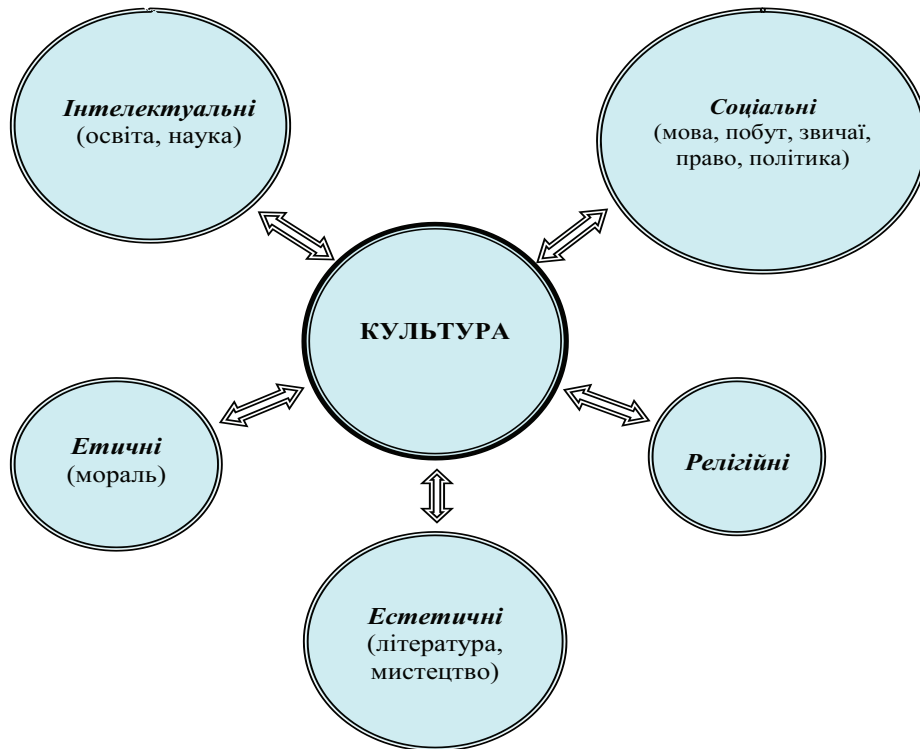 Інтелектуальні
(освіта, наука)
Соціальні
(мова, побут, звичаї,
право, політика)
КУЛЬТУРА
Етичні
(мораль)
Релігійні
Естетичні
(література,
мистецтво)